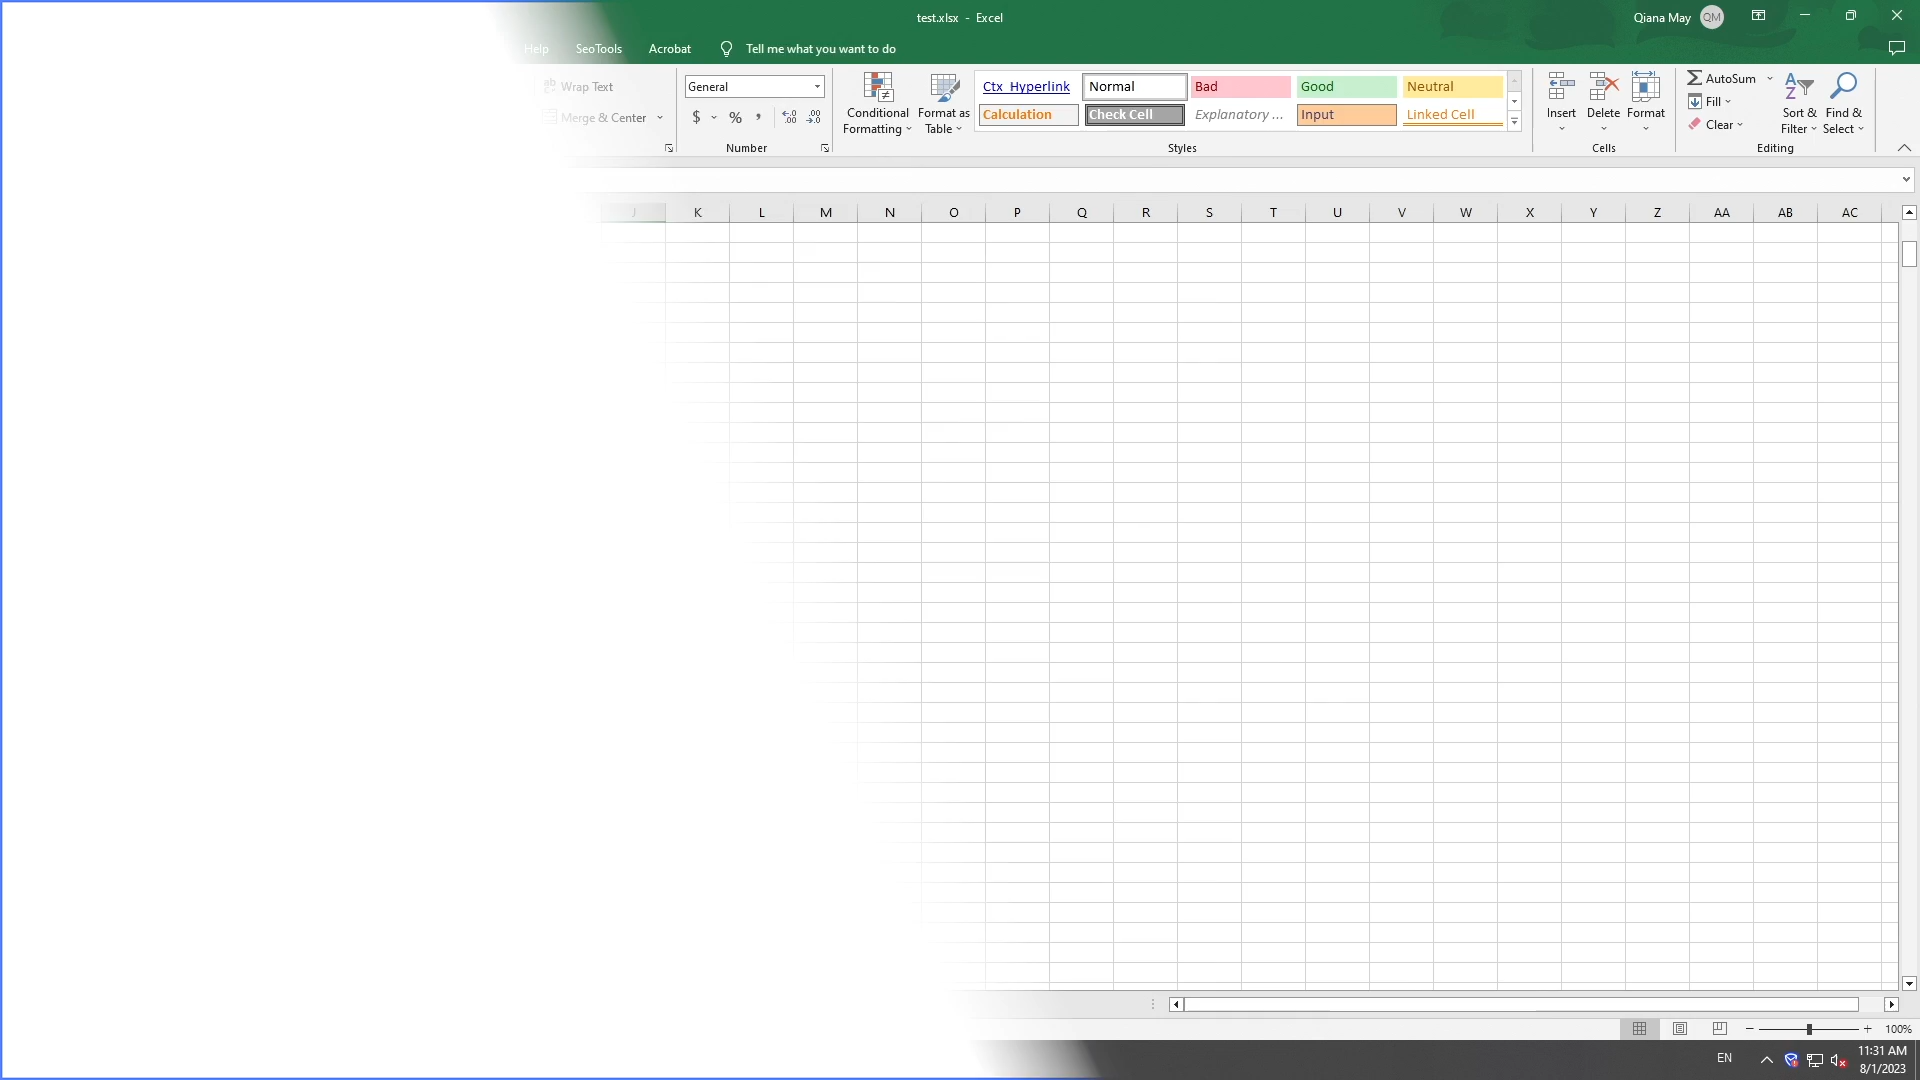 test.xlsx - Excel
Qiana May QM
Help SeoTools Acrobat Tell me what you want to do
Wrap Text
Merge & Center
General
$ % ,
Number
Conditional Formatting
Format as Table
Ctx_Hyperlink Normal Bad Good Neutral
Calculation Check Cell Explanatory ... Input Linked Cell
Styles
Insert Delete Format
Cells
AutoSum
Fill
Clear
Sort & Filter
Find & Select
Editing
J K L M N O P Q R S T U V W X Y Z AA AB AC
100%
EN
11:31 AM
8/1/2023